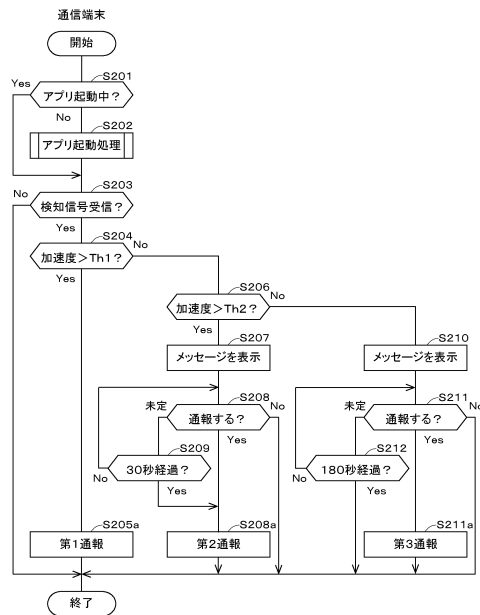 通信端末
開始
S201
Yes
アプリ起動中？
No
S202
アプリ起動処理
S203
No
検知信号受信？
Yes
S204
No
加速度＞Th1？
Yes
S206
No
加速度＞Th2？
Yes
S207
メッセージを表示
S210
メッセージを表示
S208
未定
No
通報する？
Yes
S211
未定
No
通報する？
Yes
S209
30秒経過？
No
Yes
S212
180秒経過？
No
Yes
S205a
第1通報
S208a
第2通報
S211a
第3通報
終了